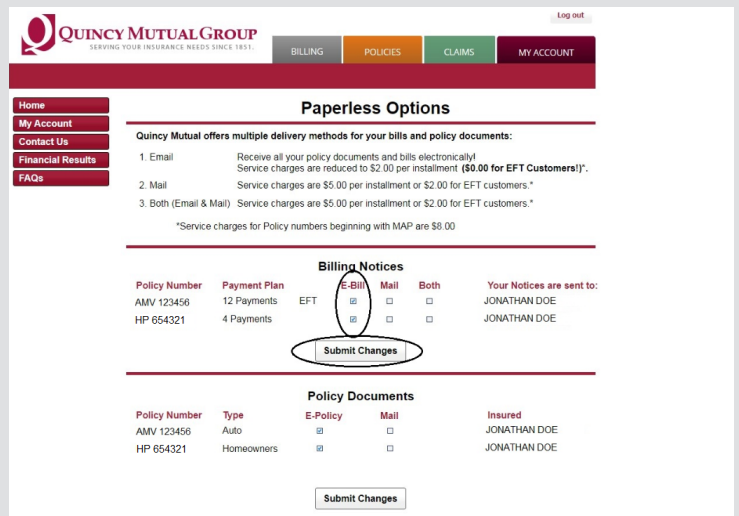 Log out
QUINCY MUTUAL GROUP
SERVING YOUR INSURANCE NEEDS SINCE 1851.
BILLING POLICIES CLAIMS MY ACCOUNT
Home
My Account
Contact Us
Financial Results
FAQs
Paperless Options
Quincy Mutual offers multiple delivery methods for your bills and policy documents:
1. Email Receive all your policy documents and bills electronically!
Service charges are reduced to $2.00 per installment ($0.00 for EFT Customers!)*.
2. Mail Service charges are $5.00 per installment or $2.00 for EFT customers.*
3. Both (Email & Mail) Service charges are $5.00 per installment or $2.00 for EFT customers.*
*Service charges for Policy numbers beginning with MAP are $8.00
Billing Notices
Policy Number Payment Plan E-Bill Mail Both Your Notices are sent to:
AMV 123456 12 Payments EFT JONATHAN DOE
HP 654321 4 Payments JONATHAN DOE
Submit Changes
Policy Documents
Policy Number Type E-Policy Mail Insured
AMV 123456 Auto JONATHAN DOE
HP 654321 Homeowners JONATHAN DOE
Submit Changes